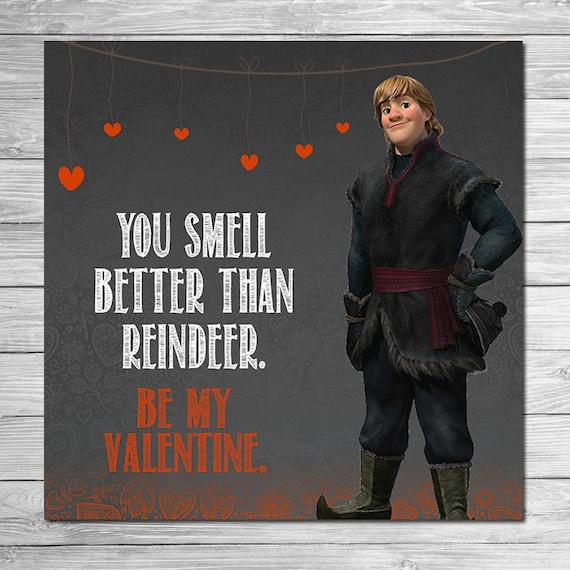 YOU SMELL
BETTER THAN
REINDEER.
BE MY
VALENTINE.